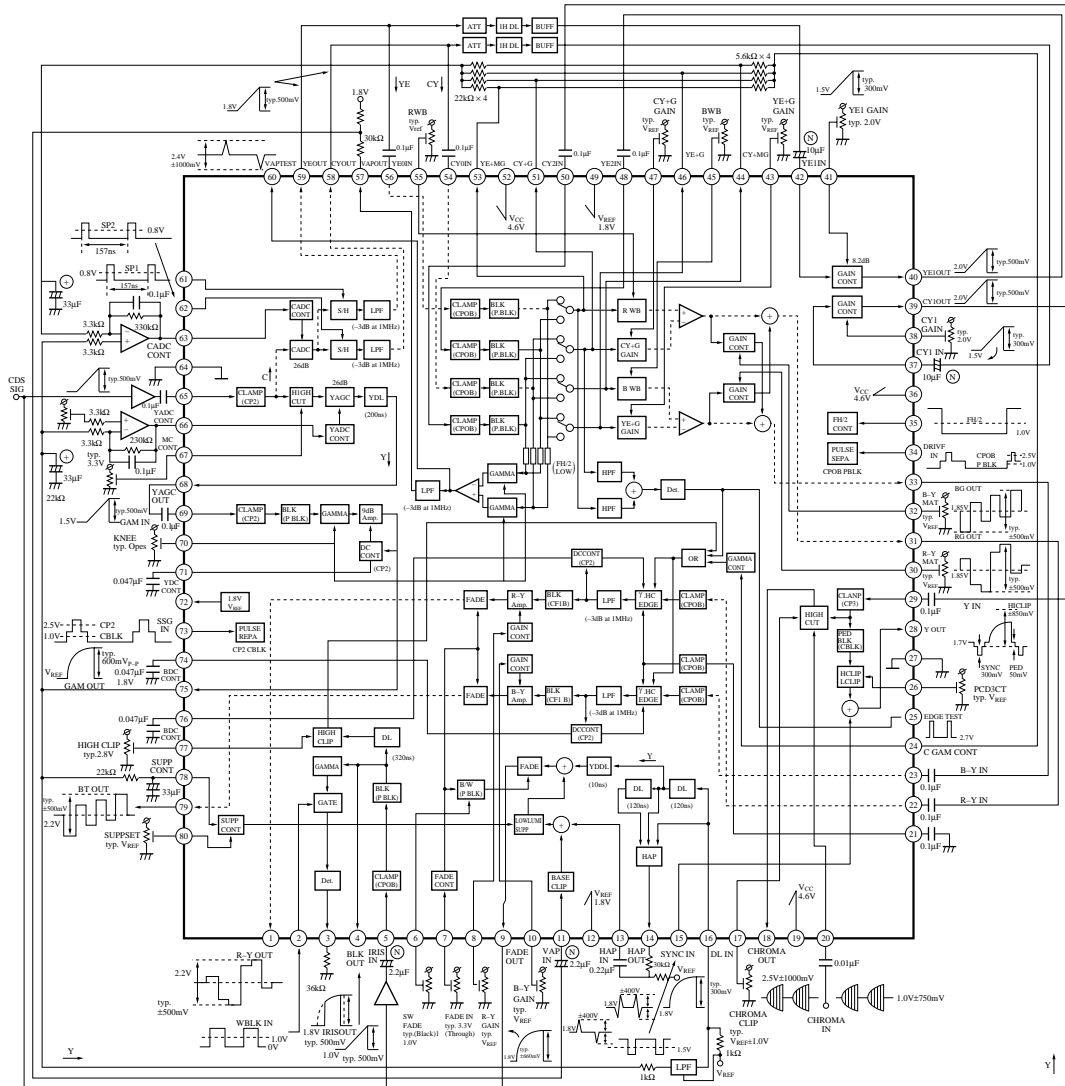 ATT
1H DL
BUFF
ATT
1H DL
BUFF
5.6kΩ × 4
22kΩ × 4
YE
CY
1.8V
typ.500mV
1.8V
30kΩ
RWB
typ.
Vref
0.1μF
0.1μF
0.1μF
0.1μF
CY+G
GAIN
typ.
VREF
BWB
typ.
VREF
YE+G
GAIN
typ.
VREF
N
10μF
1.5V
typ.
300mV
YE1 GAIN
typ. 2.0V
2.4V
±1000mV
VAPTEST
YEOUT
CYOUT
VAPOUT
YE0IN
CY0IN
YE+MG
CY+G
CY2IN
YE2IN
YE+G
CY+MG
YE1IN
60
59
58
57
56
55
54
53
52
51
50
49
48
47
46
45
44
43
42
41
VCC
4.6V
VREF
1.8V
SP2
0.8V
157ns
SP1
0.8V
157ns
0.1μF
33μF
330kΩ
3.3kΩ
3.3kΩ
CADC
CONT
61
62
63
64
65
66
67
68
69
70
71
72
73
74
75
76
77
78
79
80
CDS
SIG
typ.500mV
0.1μF
YADC
CONT
3.3kΩ
3.3kΩ
230kΩ
MC
CONT
typ.
3.3V
33μF
0.1μF
22kΩ
YAGC
OUT
1.5V
typ.500mV
GAM IN
0.1μF
KNEE
typ. Opes
0.047μF
YDC
CONT
2.5V
1.0V
CP2
CBLK
SSG
IN
VREF
typ.
600mVP–P
0.047μF
1.8V
BDC
CONT
GAM OUT
0.047μF
BDC
CONT
HIGH CLIP
typ.2.8V
SUPP
CONT
22kΩ
33μF
BT OUT
typ.
±500mV
2.2V
SUPPSET
typ. VREF
CADC
CONT
S/H
LPF
(–3dB at 1MHz)
CADC
26dB
S/H
LPF
(–3dB at 1MHz)
C
CLAMP
(CP2)
HIGH
CUT
26dB
YAGC
YDL
(200ns)
YADC
CONT
Y
CLAMP
(CPOB)
BLK
(P.BLK)
CLAMP
(CPOB)
BLK
(P.BLK)
CLAMP
(CPOB)
BLK
(P.BLK)
CLAMP
(CPOB)
BLK
(P.BLK)
R WB
CY+G
GAIN
B WB
YE+G
GAIN
GAIN
CONT
GAIN
CONT
8.2dB
GAIN
CONT
GAIN
CONT
FH/2
CONT
PULSE
SEPA
CPOB PBLK
GAMMA
GAMMA
LPF
(–3dB at 1MHz)
(FH/2)
LOW
HPF
HPF
Det.
CLAMP
(CP2)
BLK
(P BLK)
GAMMA
9dB
Amp.
DC
CONT
(CP2)
1.8V
VREF
PULSE
REPA
CP2 CBLK
DCCONT
(CP2)
OR
GAMMA
CONT
FADE
R–Y
Amp.
BLK
(CF1B)
LPF
(–3dB at 1MHz)
γ.HC
EDGE
CLAMP
(CPOB)
GAIN
CONT
GAIN
CONT
CLAMP
(CPOB)
FADE
B–Y
Amp.
BLK
(CF1 B)
LPF
(–3dB at 1MHz)
γ.HC
EDGE
CLAMP
(CPOB)
DCCONT
(CP2)
HIGH
CUT
CLANP
(CP3)
PED
BLK
(CBLK)
HCLIP
LCLIP
HIGH
CLIP
DL
(320ns)
GAMMA
BLK
(P BLK)
GATE
SUPP
CONT
B/W
(P BLK)
FADE
YDDL
(10ns)
Y
DL
(120ns)
DL
(120ns)
LOWLUMI
SUPP
HAP
Det.
CLAMP
(CPOB)
FADE
CONT
BASE
CLIP
VREF
1.8V
VCC
4.6V
40
39
38
37
36
35
34
33
32
31
30
29
28
27
26
25
24
23
22
21
YE1OUT
2.0V
typ.500mV
CY1OUT
2.0V
typ.500mV
CY1
GAIN
typ.
2.0V
CY1 IN
10μF
N
1.5V
typ.
300mV
VCC
4.6V
FH/2
1.0V
DRIVF
IN
CPOB
P BLK
2.5V
1.0V
B–Y
MAT
typ.
VREF
BG OUT
1.85V
typ.
±500mV
RG OUT
R–Y
MAT
typ.
VREF
1.85V
typ.
±500mV
0.1μF
Y IN
HICLIP
±850mV
Y OUT
1.7V
SYNC
300mV
PED
50mV
PCD3CT
typ. VREF
EDGE TEST
2.7V
C GAM CONT
B–Y IN
R–Y IN
0.1μF
0.1μF
1
2
3
4
5
6
7
8
9
10
11
12
13
14
15
16
17
18
19
20
R–Y OUT
2.2V
typ.
±500mV
WBLK IN
1.0V
0V
36kΩ
BLK
OUT
IRIS
IN
N
2.2μF
1.8V IRISOUT
typ. 500mV
1.0V
typ. 500mV
SW
FADE
typ.(Black)1
1.0V
FADE IN
typ. 3.3V
(Through)
R–Y
GAIN
typ.
VREF
FADE
OUT
B–Y
GAIN
typ.
VREF
VAP
IN
N
2.2μF
1.8V
typ.
±660mV
HAP
IN
0.22μF
HAP
OUT
30kΩ
SYNC IN
VREF
±400V
1.8V
±400V
1.8V
1.8V
typ.
300mV
1.5V
DL IN
CHROMA
CLIP
typ.
VREF±1.0V
1kΩ
VREF
LPF
1kΩ
CHROMA
OUT
2.5V±1000mV
0.01μF
CHROMA
IN
1.0V±750mV
Y
Y